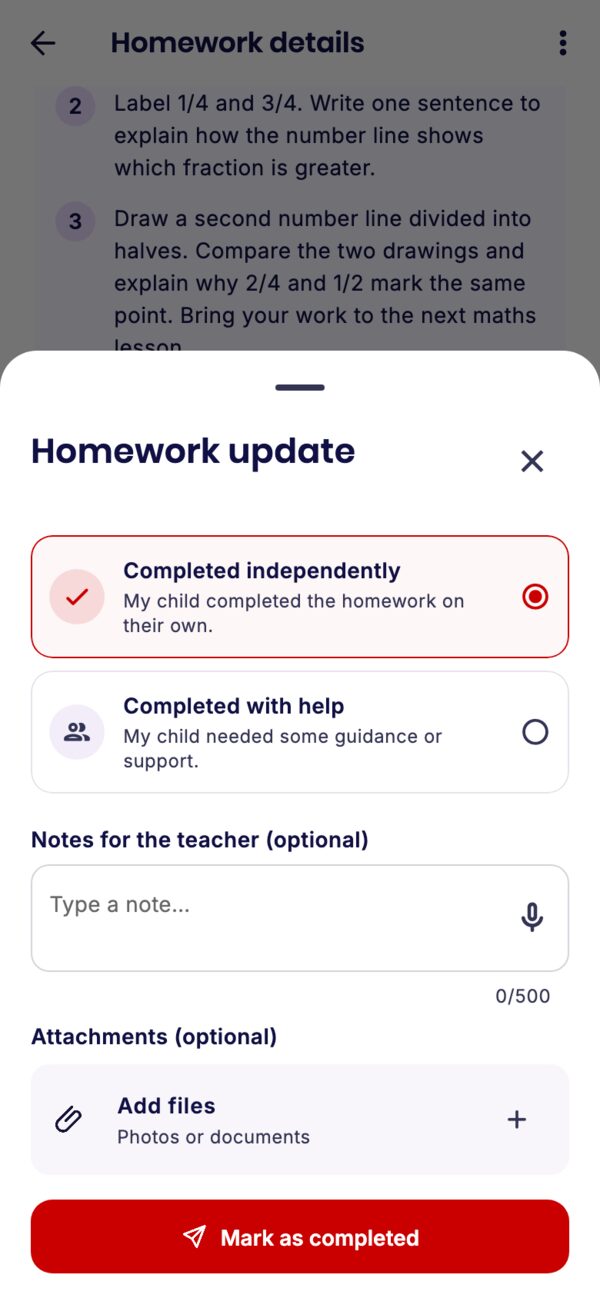 Homework details
2
Label 1/4 and 3/4. Write one sentence to
explain how the number line shows
which fraction is greater.
3
Draw a second number line divided into
halves. Compare the two drawings and
explain why 2/4 and 1/2 mark the same
point. Bring your work to the next maths
lesson.
Homework update
Completed independently
My child completed the homework on
their own.
Completed with help
My child needed some guidance or
support.
Notes for the teacher (optional)
Type a note...
0/500
Attachments (optional)
Add files
Photos or documents
Mark as completed